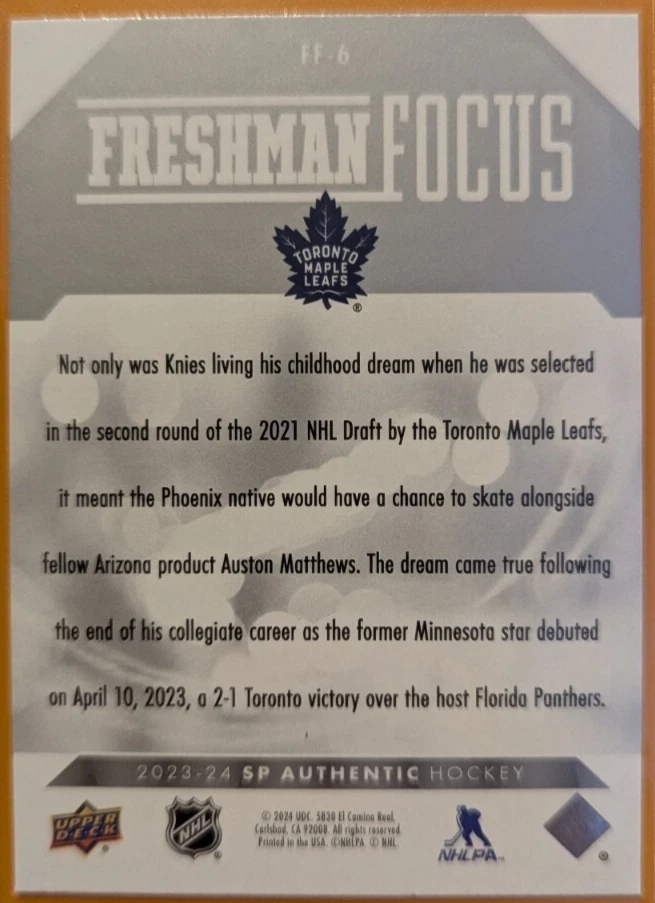 FF-6
FRESHMAN FOCUS
TORONTO
MAPLE
LEAFS
®
Not only was Knies living his childhood dream when he was selected
in the second round of the 2021 NHL Draft by the Toronto Maple Leafs,
it meant the Phoenix native would have a chance to skate alongside
fellow Arizona product Auston Matthews. The dream came true following
the end of his collegiate career as the former Minnesota star debuted
on April 10, 2023, a 2-1 Toronto victory over the host Florida Panthers.
2023-24 SP AUTHENTIC HOCKEY
UPPER
D·E·C·K
®
NHL
®
© 2024 UDC. 5830 El Camino Real,
Carlsbad, CA 92008. All rights reserved.
Printed in the USA. ©NHLPA. © NHL.
NHLPA™
®